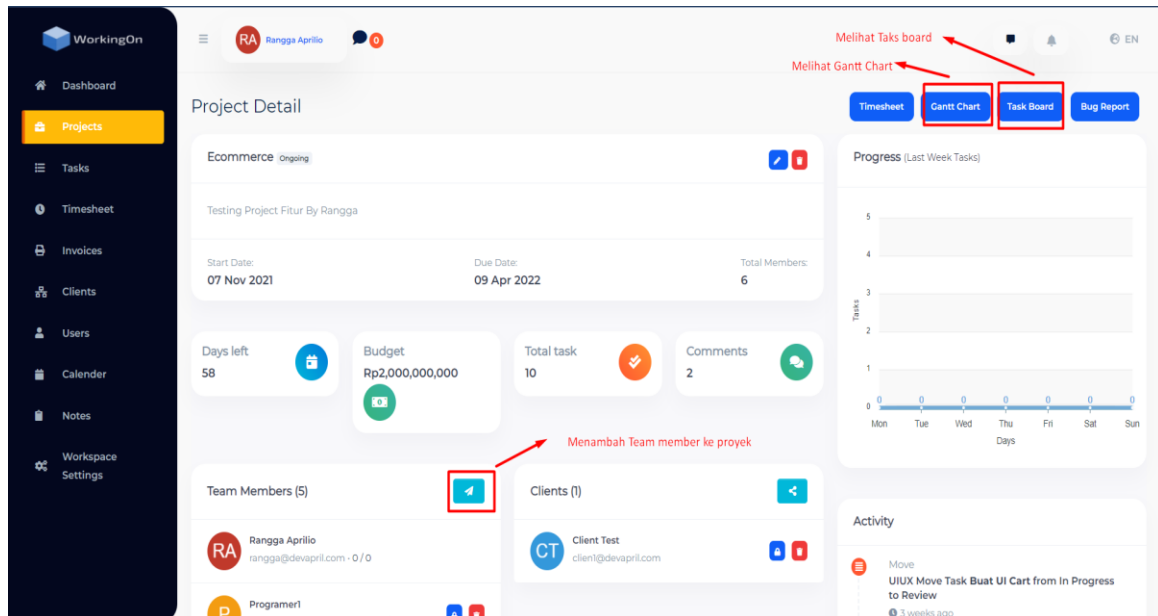 WorkingOn
RA Rangga Aprilio
0
Melihat Taks board
EN
Melihat Gantt Chart
Dashboard
Projects
Tasks
Timesheet
Invoices
Clients
Users
Calender
Notes
Workspace
Settings
Project Detail
Timesheet
Gantt Chart
Task Board
Bug Report
Ecommerce Ongoing
Testing Project Fitur By Rangga
Start Date:
07 Nov 2021
Due Date:
09 Apr 2022
Total Members:
6
Progress (Last Week Tasks)
5
4
3
2
1
0
Tasks
0 0 0 0 0 0 0
Mon Tue Wed Thu Fri Sat Sun
Days
Days left
58
Budget
Rp2,000,000,000
Total task
10
Comments
2
Menambah Team member ke proyek
Team Members (5)
RA
Rangga Aprilio
rangga@devapril.com - 0 / 0
P
Programer1
Clients (1)
CT
Client Test
clien1@devapril.com
Activity
Move
UIUX Move Task Buat UI Cart from In Progress
to Review
3 weeks ago